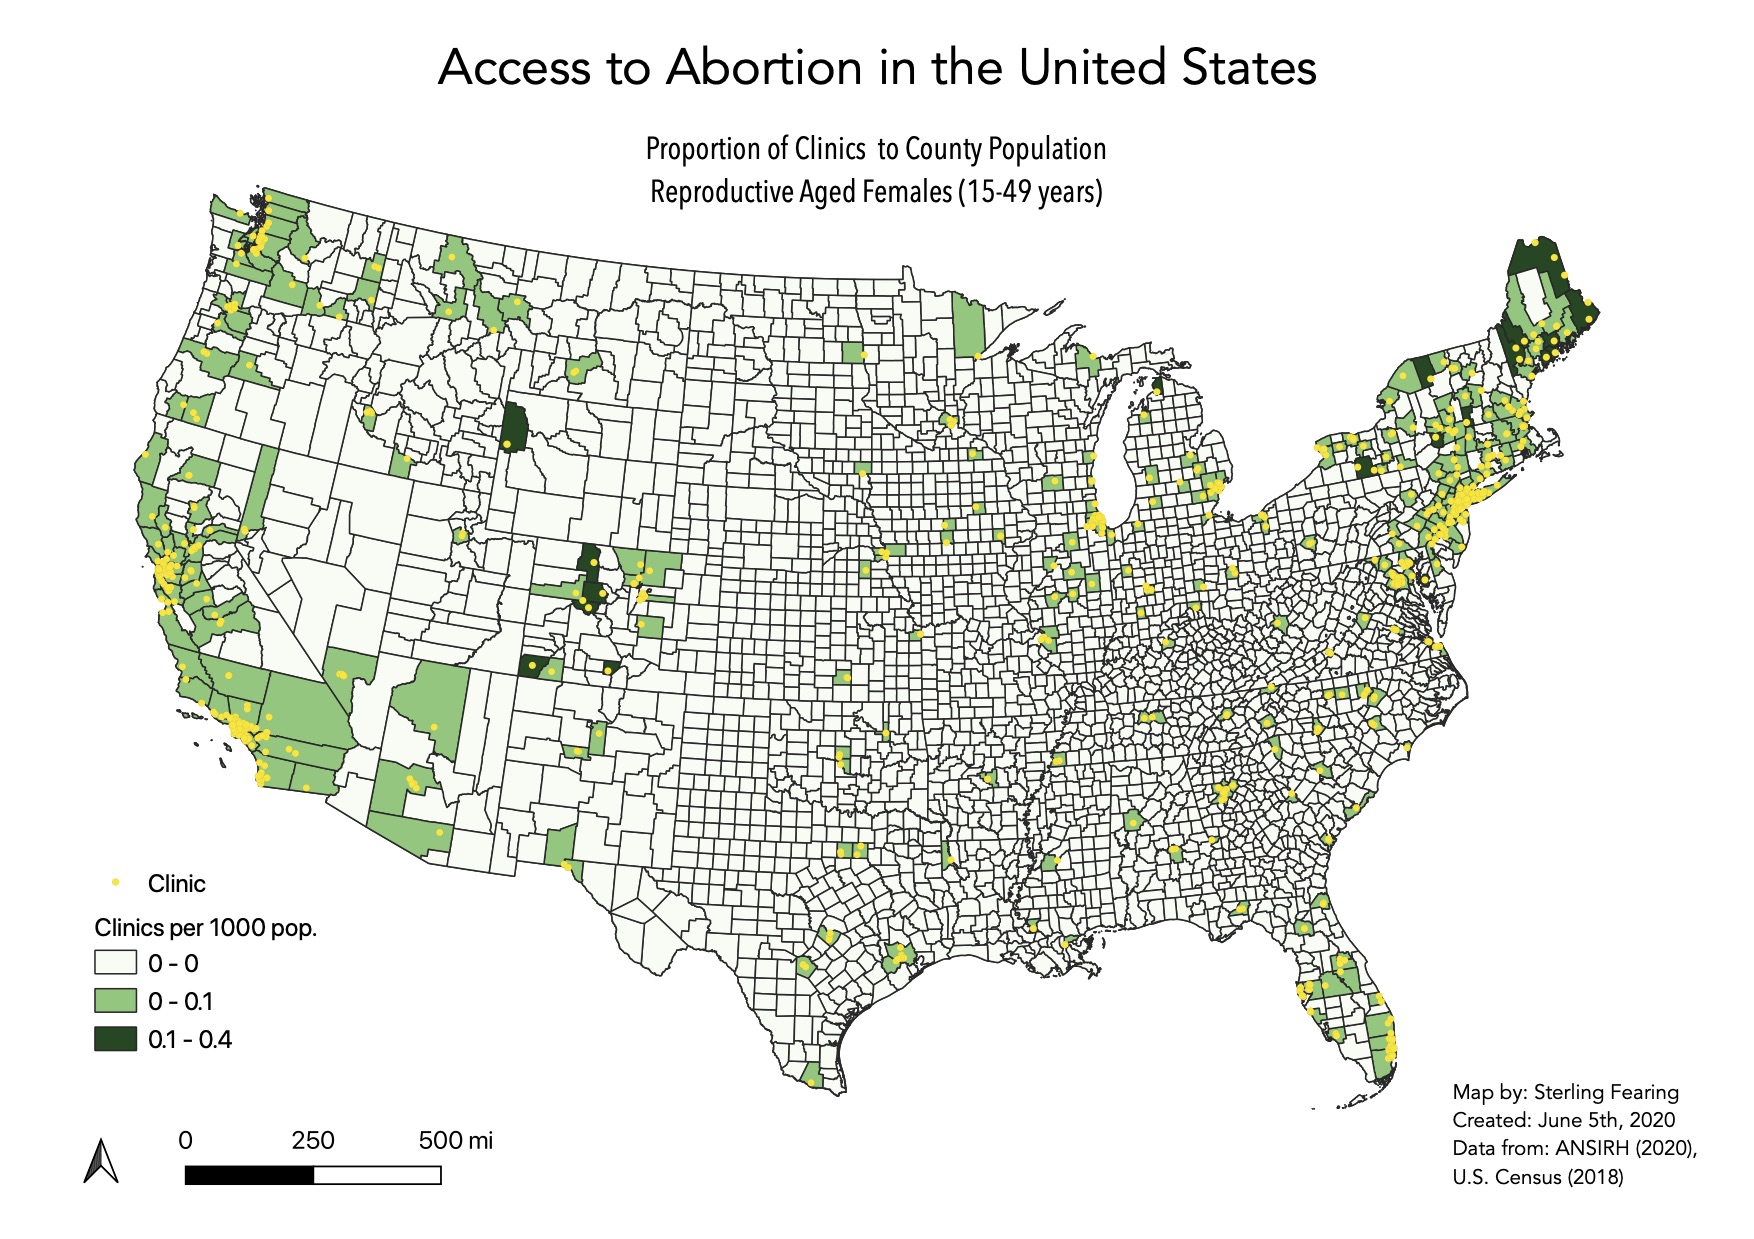 Access to Abortion in the United States
Proportion of Clinics to County Population
Reproductive Aged Females (15-49 years)
Clinic
Clinics per 1000 pop.
0 - 0
0 - 0.1
0.1 - 0.4
0 250 500 mi
Map by: Sterling Fearing
Created: June 5th, 2020
Data from: ANSIRH (2020),
U.S. Census (2018)